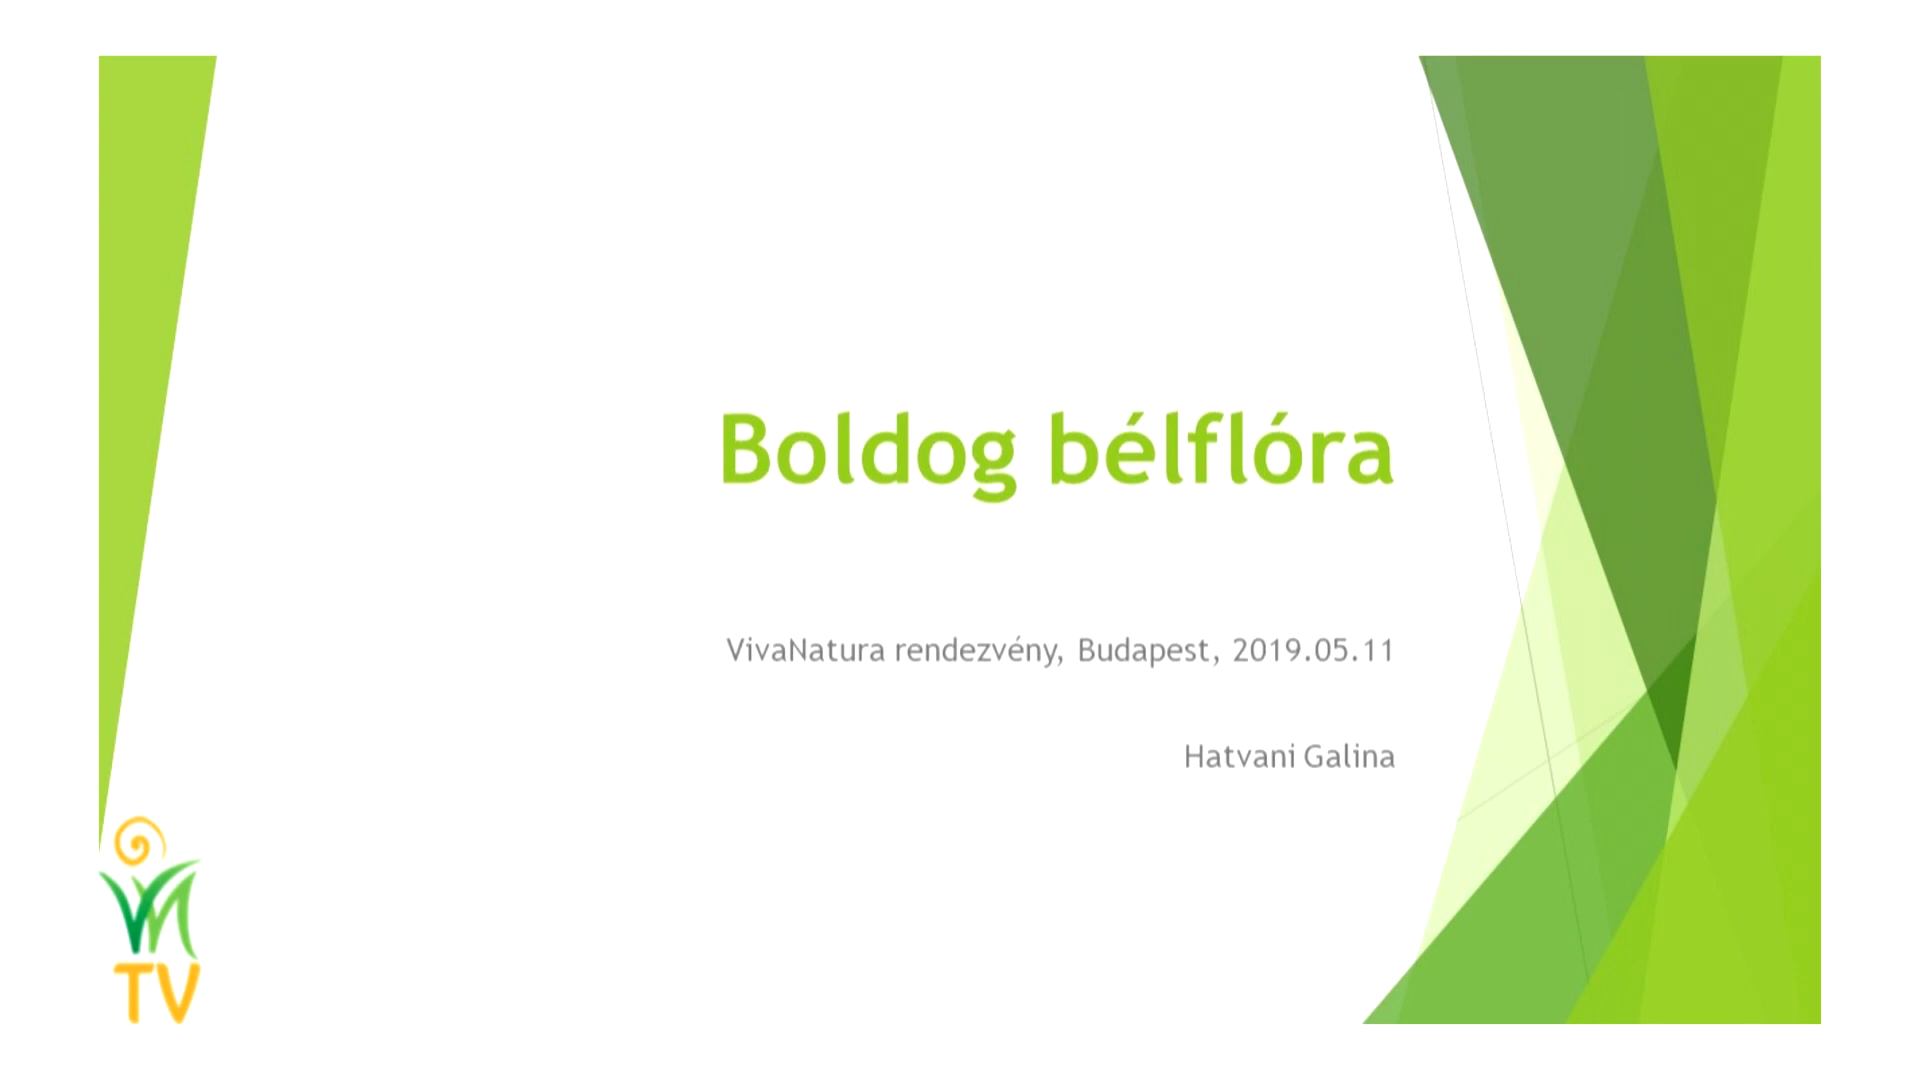 Boldog bélflóra
VivaNatura rendezvény, Budapest, 2019.05.11
Hatvani Galina
TV